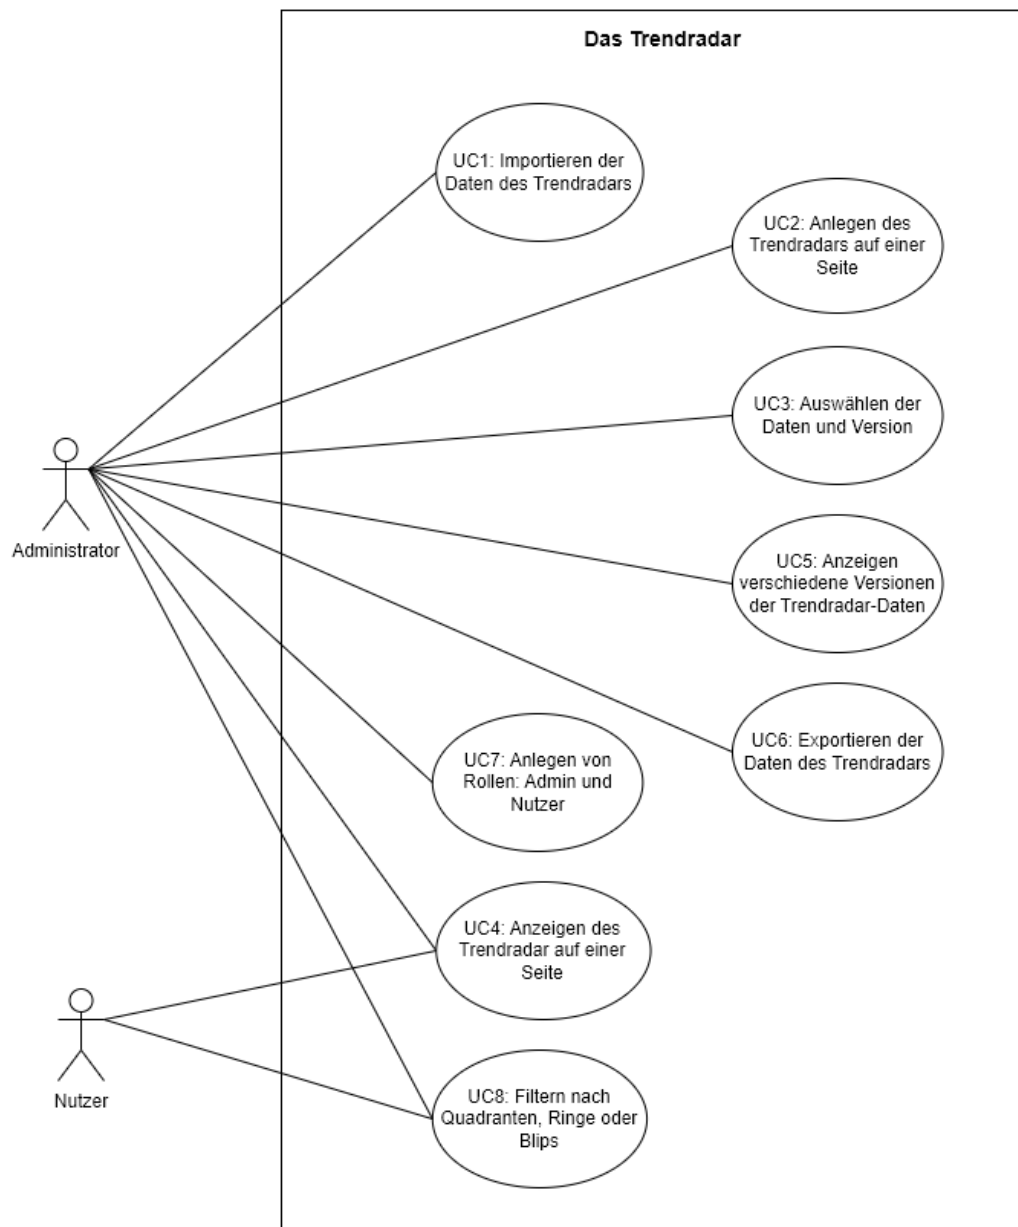 Das Trendradar
UC1: Importieren der
Daten des Trendradars
UC2: Anlegen des
Trendradars auf einer
Seite
UC3: Auswählen der
Daten und Version
Administrator
UC5: Anzeigen
verschiedene Versionen
der Trendradar-Daten
UC6: Exportieren der
Daten des Trendradars
UC7: Anlegen von
Rollen: Admin und
Nutzer
UC4: Anzeigen des
Trendradar auf einer
Seite
Nutzer
UC8: Filtern nach
Quadranten, Ringe oder
Blips